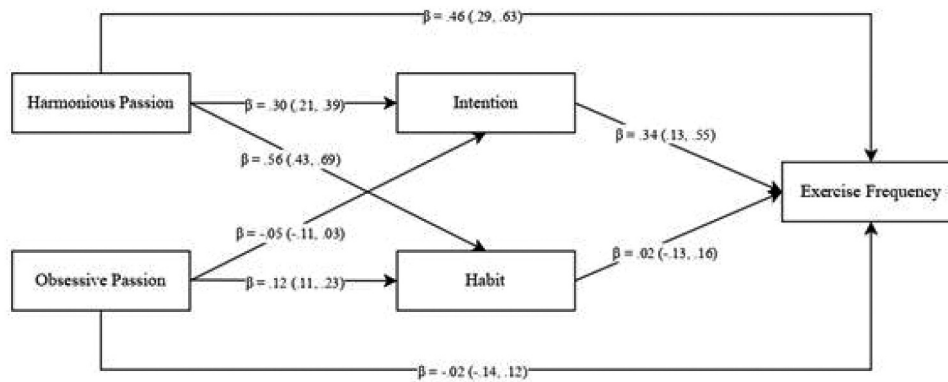 β = .46 (.29, .63)
Harmonious Passion
β = .30 (.21, .39)
Intention
β = .56 (.43, .69)
β = .34 (.13, .55)
Exercise Frequency
β = -.05 (-.11, .03)
β = .02 (-.13, .16)
Obsessive Passion
β = .12 (.11, .23)
Habit
β = -.02 (-.14, .12)